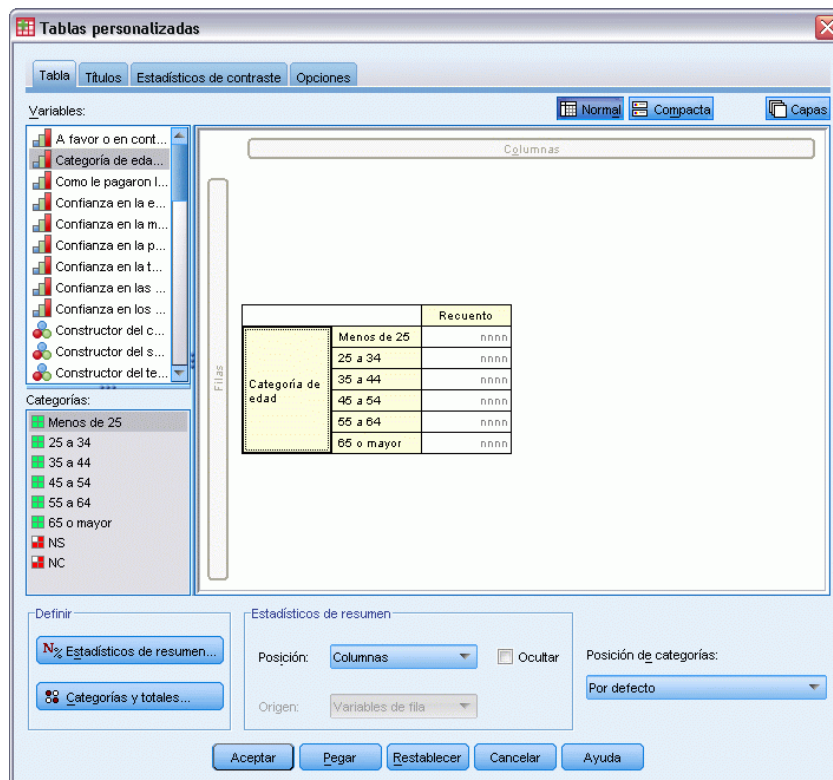 Tablas personalizadas
Tabla
Títulos
Estadísticos de contraste
Opciones
Variables:
Normal
Compacta
Capas
A favor o en cont...
Categoría de eda...
Como le pagaron l...
Confianza en la e...
Confianza en la m...
Confianza en la p...
Confianza en la t...
Confianza en las ...
Confianza en los ...
Constructor del c...
Constructor del s...
Constructor del te...
Columnas
Filas
Recuento
Categoría de edad
Menos de 25 nnnn
25 a 34 nnnn
35 a 44 nnnn
45 a 54 nnnn
55 a 64 nnnn
65 o mayor nnnn
Categorías:
Menos de 25
25 a 34
35 a 44
45 a 54
55 a 64
65 o mayor
NS
NC
Definir
N% Estadísticos de resumen...
Categorías y totales...
Estadísticos de resumen
Posición: Columnas
Ocultar
Origen: Variables de fila
Posición de categorías:
Por defecto
Aceptar
Pegar
Restablecer
Cancelar
Ayuda